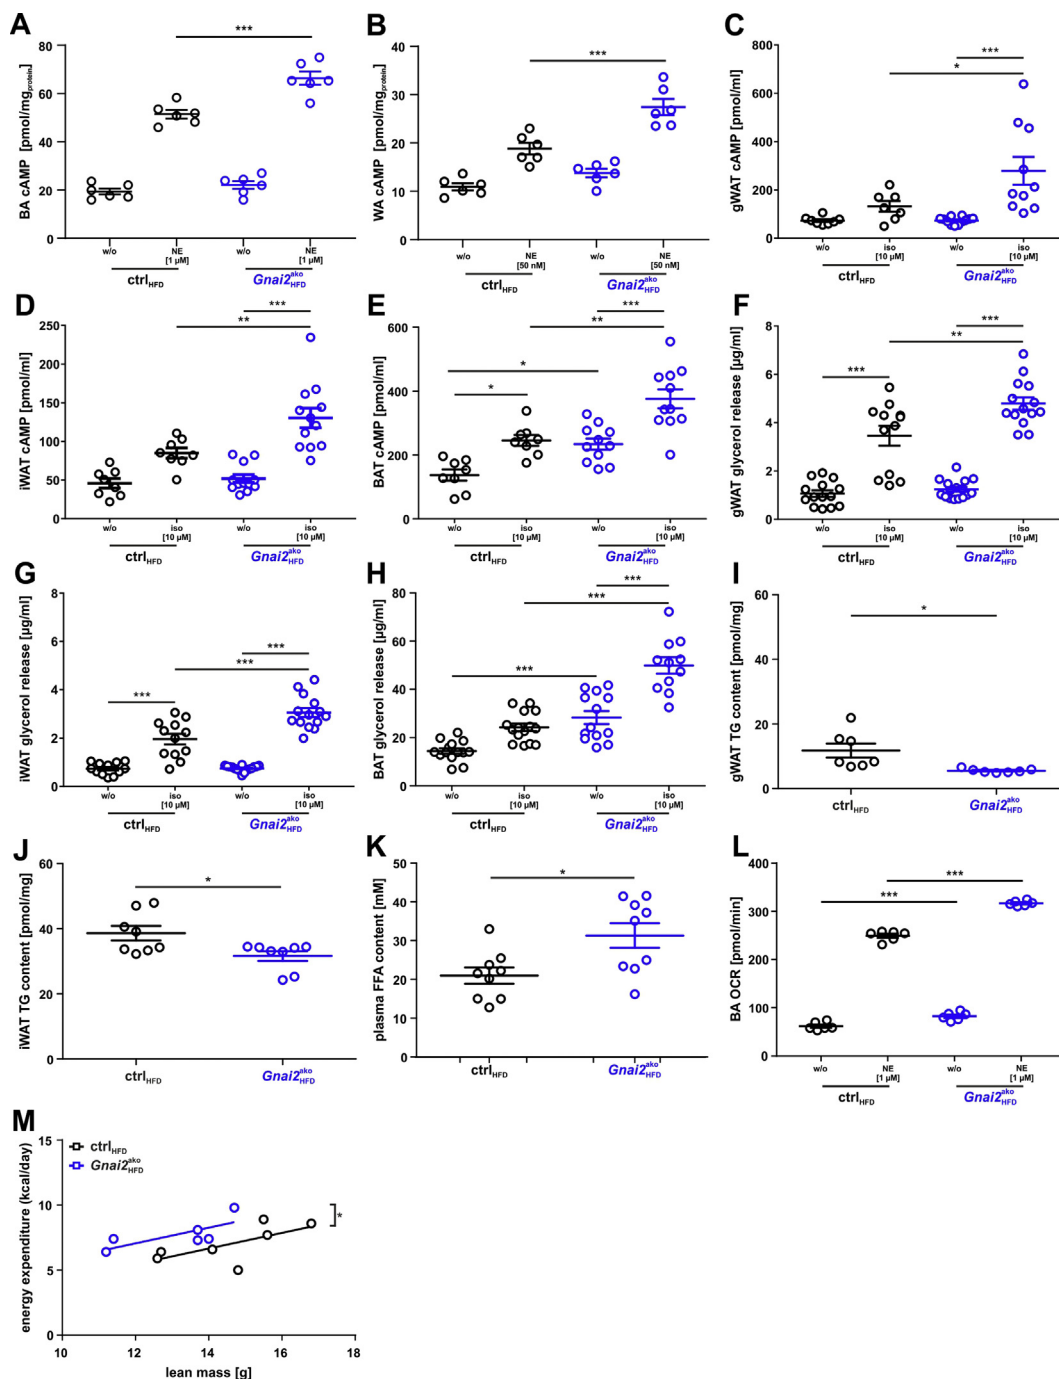 A
BA cAMP [pmol/mgprotein]
80
60
40
20
0
***
w/o
NE
[1 µM]
w/o
NE
[1 µM]
ctrlHFD
Gnai2akoHFD
B
WA cAMP [pmol/mgprotein]
40
30
20
10
0
***
w/o
NE
[50 nM]
w/o
NE
[50 nM]
ctrlHFD
Gnai2akoHFD
C
gWAT cAMP [pmol/ml]
800
600
400
200
0
***
*
w/o
iso
[10 µM]
w/o
iso
[10 µM]
ctrlHFD
Gnai2akoHFD
D
iWAT cAMP [pmol/ml]
250
200
150
100
50
0
***
**
w/o
iso
[10 µM]
w/o
iso
[10 µM]
ctrlHFD
Gnai2akoHFD
E
BAT cAMP [pmol/ml]
600
400
200
0
***
**
*
*
w/o
iso
[10 µM]
w/o
iso
[10 µM]
ctrlHFD
Gnai2akoHFD
F
gWAT glycerol release [µg/ml]
8
6
4
2
0
***
**
***
w/o
iso
[10 µM]
w/o
iso
[10 µM]
ctrlHFD
Gnai2akoHFD
G
iWAT glycerol release [µg/ml]
8
6
4
2
0
***
***
***
w/o
iso
[10 µM]
w/o
iso
[10 µM]
ctrlHFD
Gnai2akoHFD
H
BAT glycerol release [µg/ml]
80
60
40
20
0
***
***
***
w/o
iso
[10 µM]
w/o
iso
[10 µM]
ctrlHFD
Gnai2akoHFD
I
gWAT TG content [pmol/mg]
60
40
20
0
*
ctrlHFD
Gnai2akoHFD
J
iWAT TG content [pmol/mg]
60
40
20
0
*
ctrlHFD
Gnai2akoHFD
K
plasma FFA content [mM]
50
40
30
20
10
0
*
ctrlHFD
Gnai2akoHFD
L
BA OCR [pmol/min]
400
300
200
100
0
***
***
w/o
NE
[1 µM]
w/o
NE
[1 µM]
ctrlHFD
Gnai2akoHFD
M
energy expenditure (kcal/day)
15
10
5
0
ctrlHFD
Gnai2akoHFD
*
10
12
14
16
18
lean mass [g]